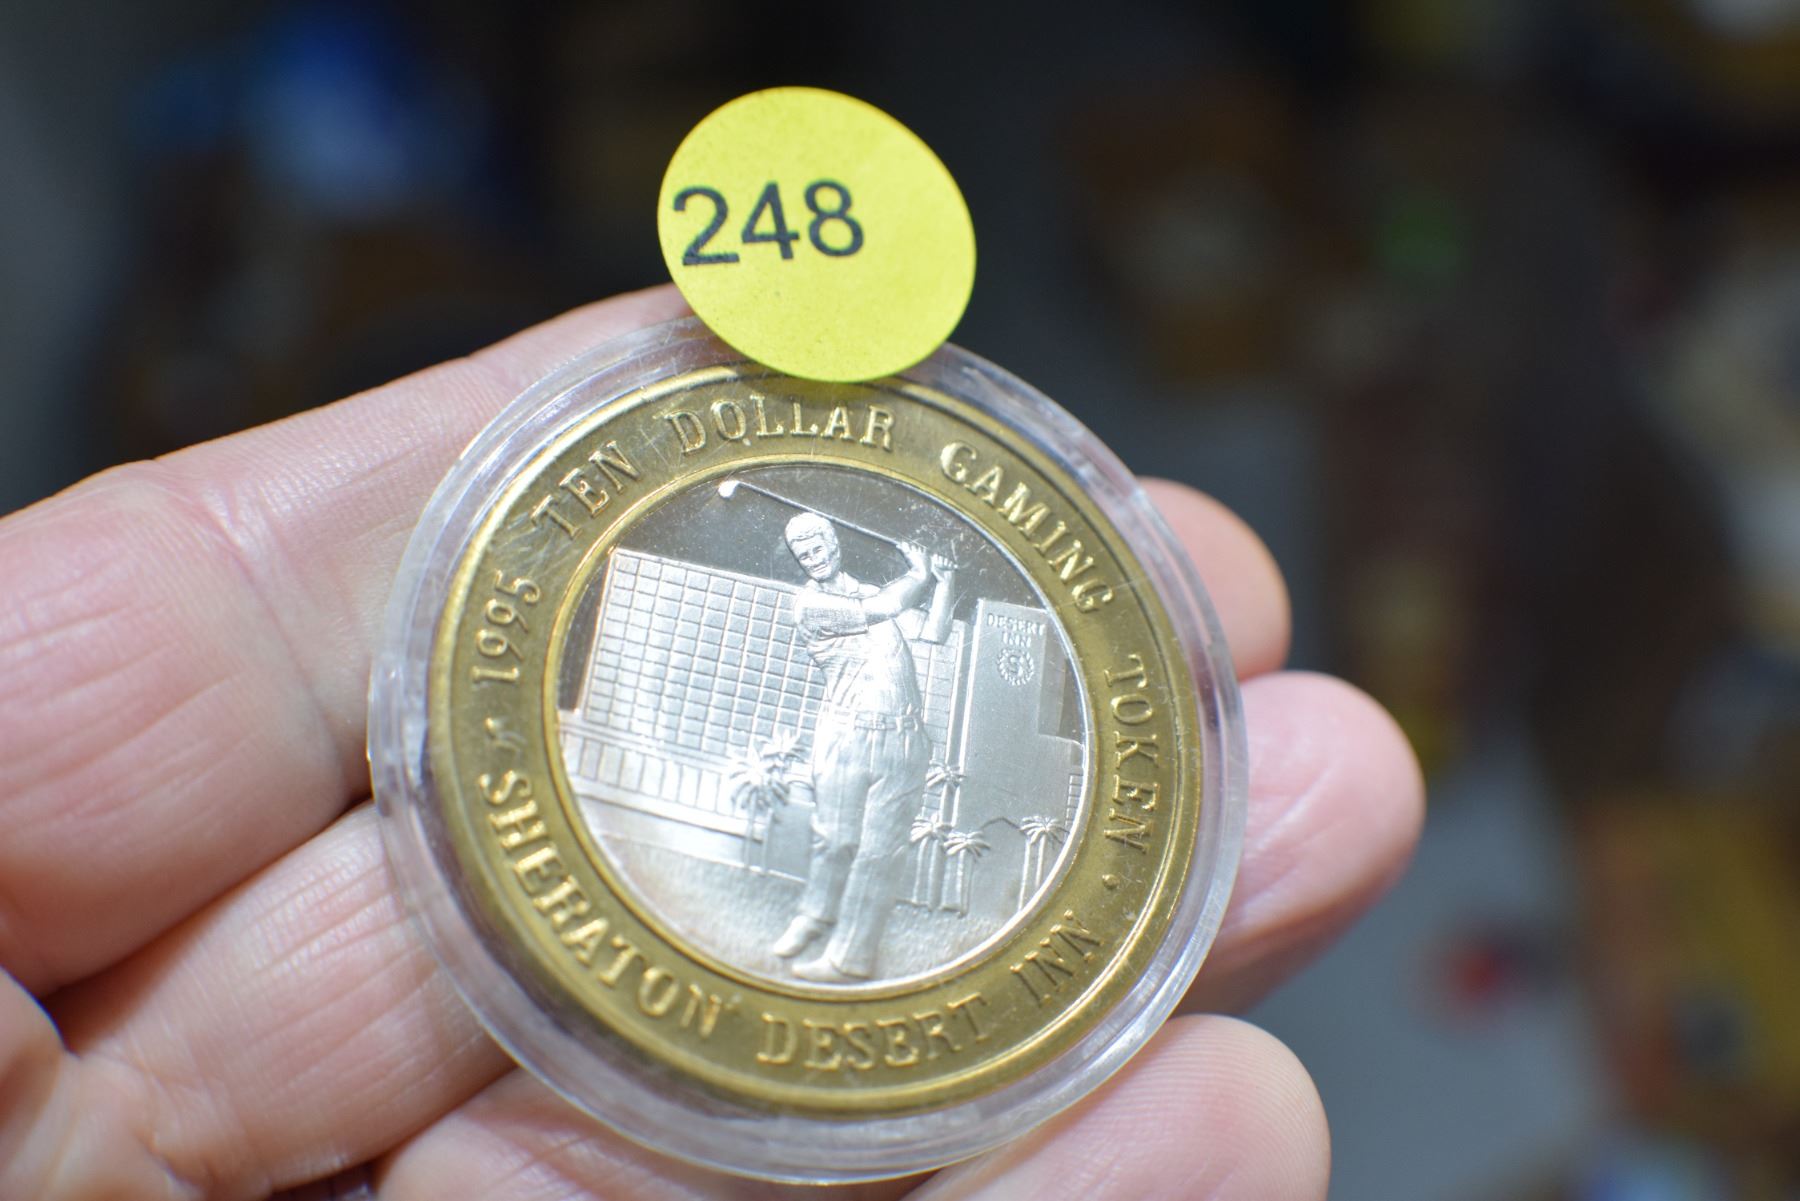 248
1995 TEN DOLLAR GAMING TOKEN
SHERATON DESERT INN
DESERT
INN
S